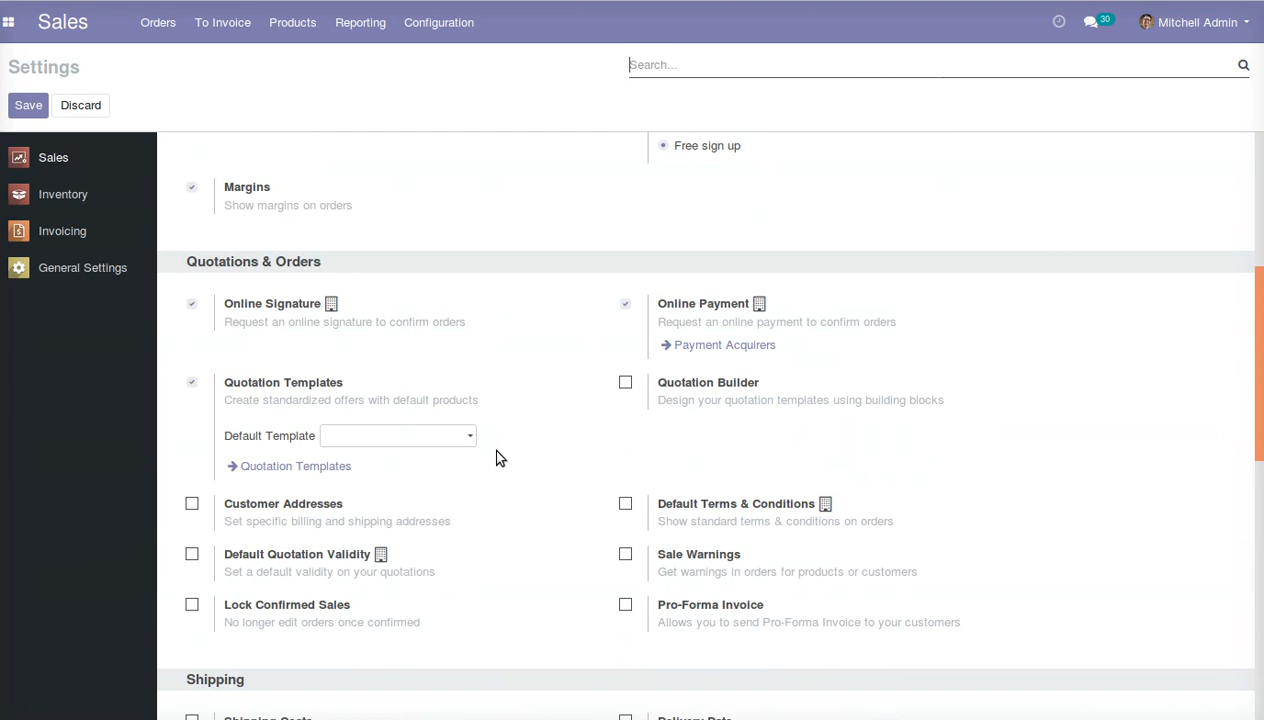 Sales Orders To Invoice Products Reporting Configuration 30 Mitchell Admin
Settings
Search...
Save Discard
Sales
Inventory
Invoicing
General Settings
Free sign up
Margins
Show margins on orders
Quotations & Orders
Online Signature
Request an online signature to confirm orders
Online Payment
Request an online payment to confirm orders
Payment Acquirers
Quotation Templates
Create standardized offers with default products
Default Template
Quotation Templates
Quotation Builder
Design your quotation templates using building blocks
Customer Addresses
Set specific billing and shipping addresses
Default Terms & Conditions
Show standard terms & conditions on orders
Default Quotation Validity
Set a default validity on your quotations
Sale Warnings
Get warnings in orders for products or customers
Lock Confirmed Sales
No longer edit orders once confirmed
Pro-Forma Invoice
Allows you to send Pro-Forma Invoice to your customers
Shipping
Shipping Costs
Delivery Date